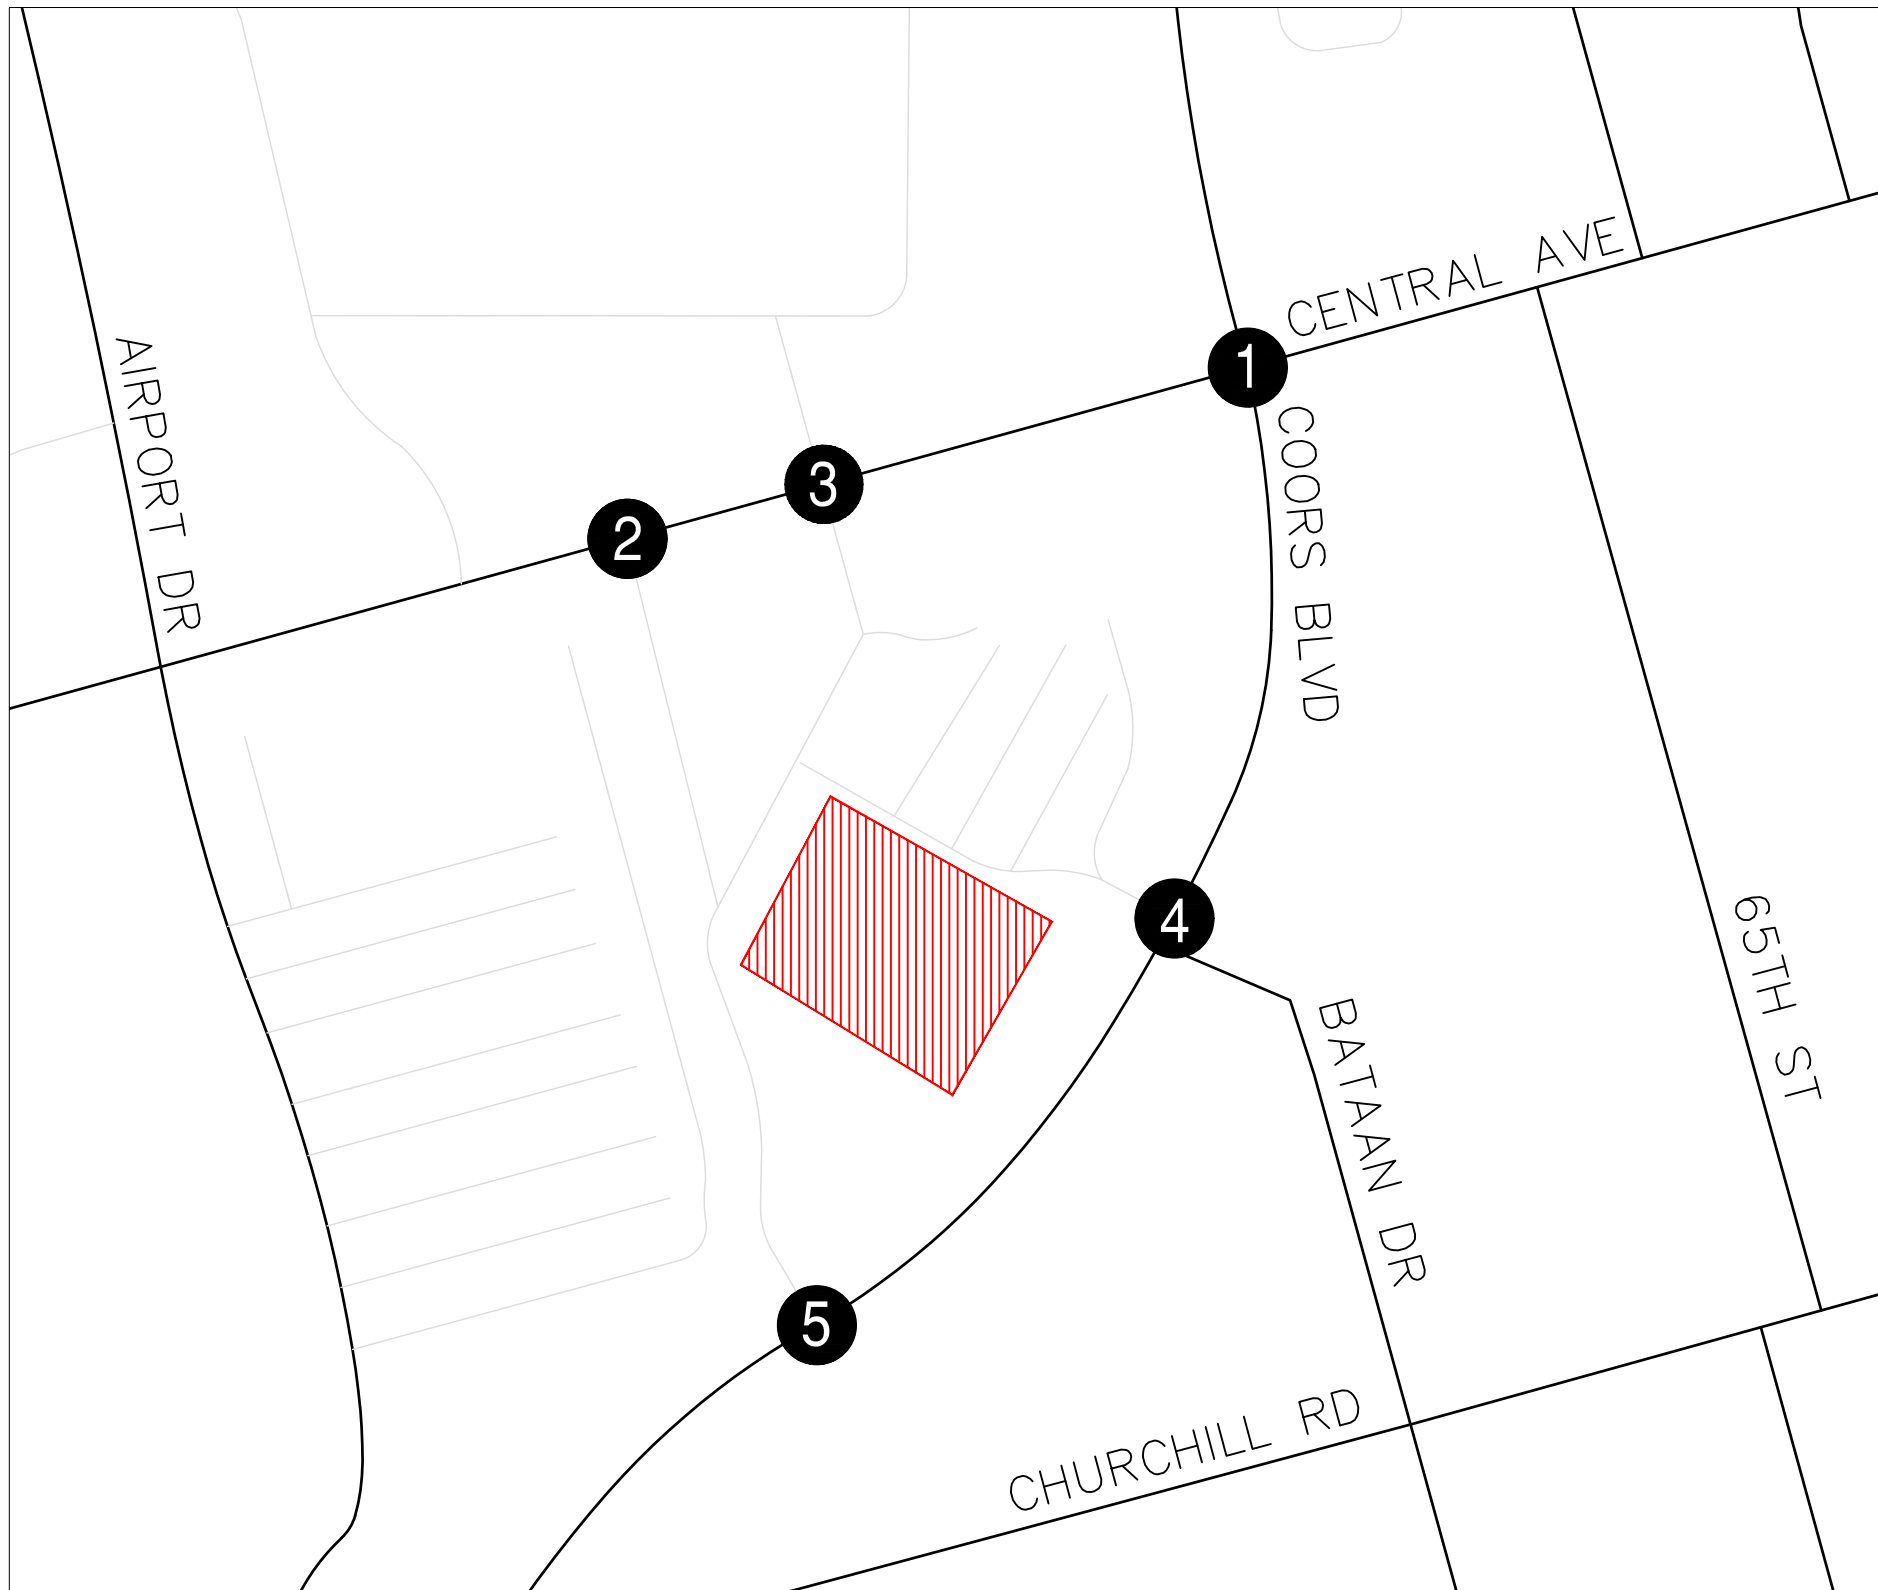 CENTRAL AVE
1
AIRPORT DR
COORS BLVD
3
2
4
65TH ST
BATAAN DR
5
CHURCHILL RD